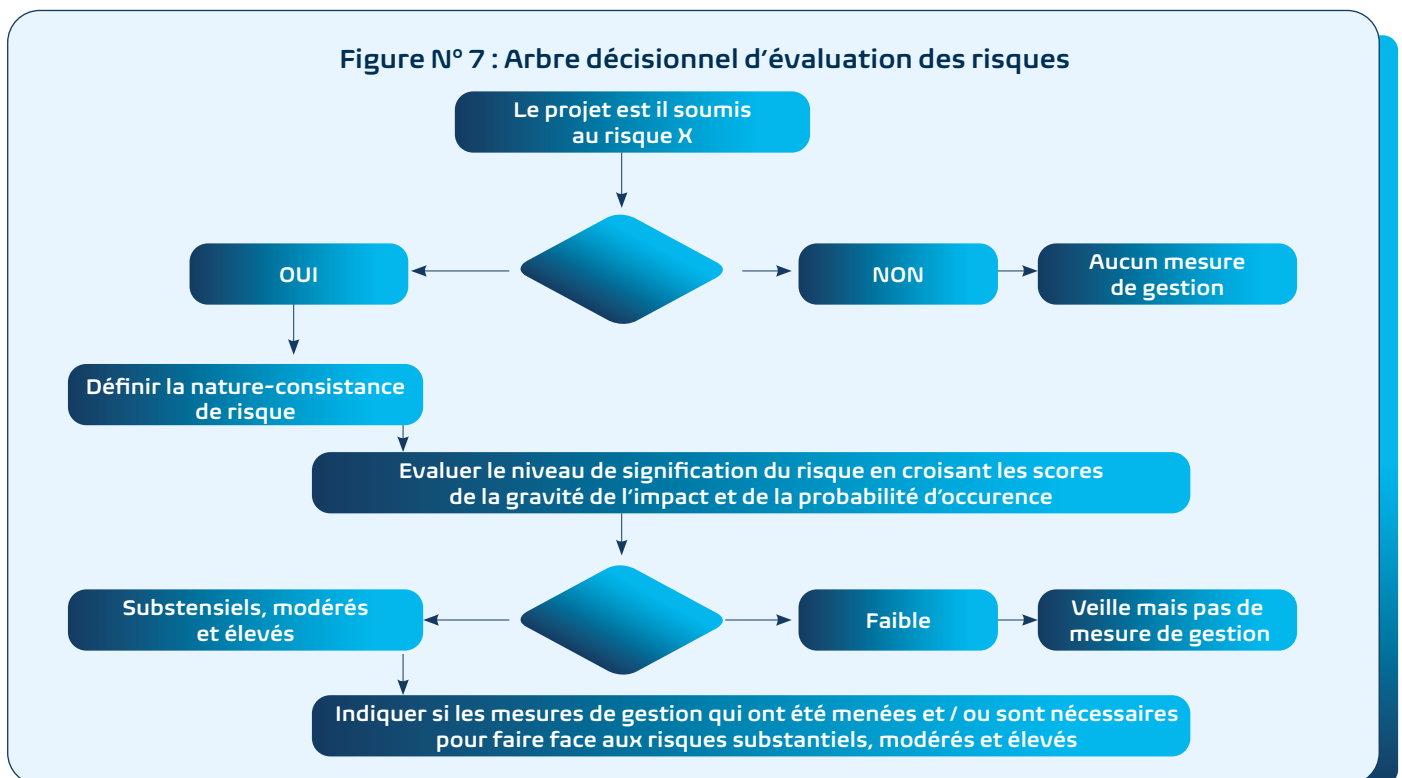 Figure N° 7 : Arbre décisionnel d'évaluation des risques
Le projet est il soumis
au risque X
OUI
NON
Aucun mesure
de gestion
Définir la nature-consistance
de risque
Evaluer le niveau de signification du risque en croisant les scores
de la gravité de l'impact et de la probabilité d'occurence
Substensiels, modérés
et élevés
Faible
Veille mais pas de
mesure de gestion
Indiquer si les mesures de gestion qui ont été menées et / ou sont nécessaires
pour faire face aux risques substantiels, modérés et élevés